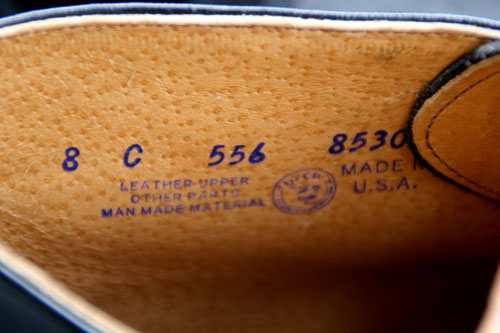 8 C 556 8530
LEATHER UPPER
OTHER PARTS
MAN MADE MATERIAL
MADE
U.S.A.